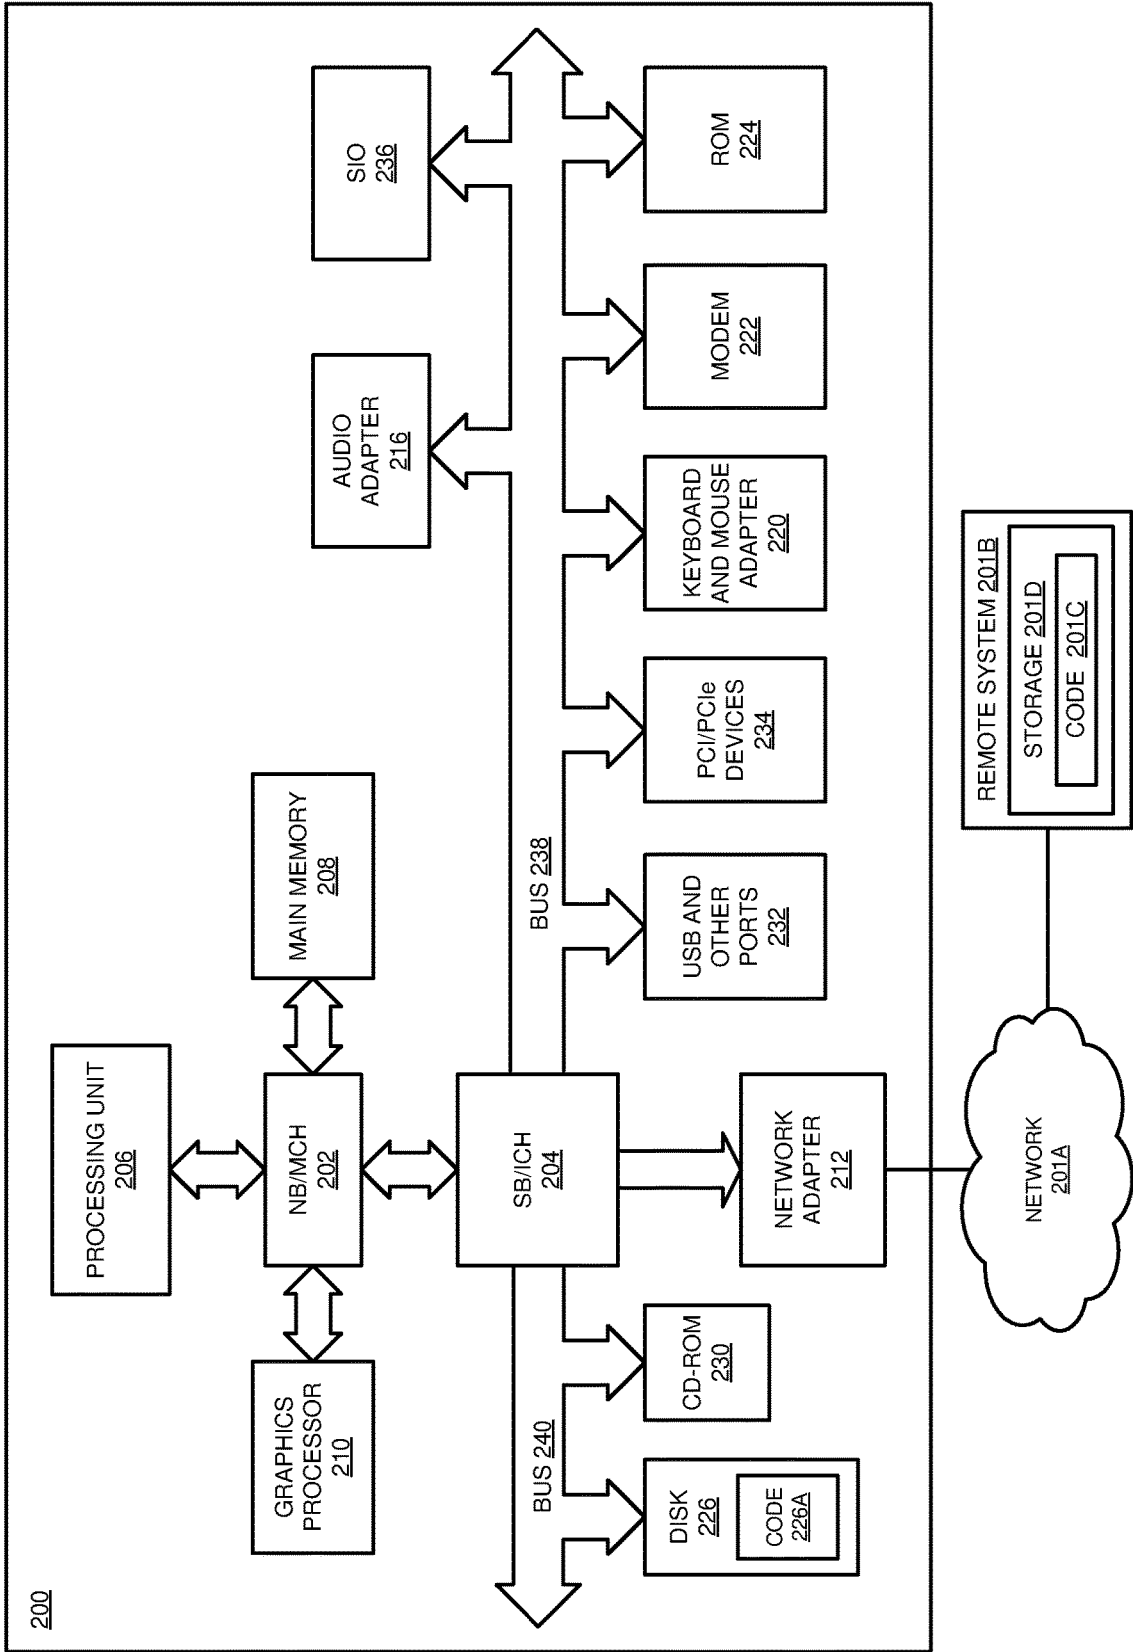 200
PROCESSING UNIT
206
GRAPHICS
PROCESSOR
210
NB/MCH
202
MAIN MEMORY
208
AUDIO
ADAPTER
216
SIO
236
SB/ICH
204
BUS 240
BUS 238
DISK
226
CODE
226A
CD-ROM
230
NETWORK
ADAPTER
212
USB AND
OTHER
PORTS
232
PCI/PCIe
DEVICES
234
KEYBOARD
AND MOUSE
ADAPTER
220
MODEM
222
ROM
224
NETWORK
201A
REMOTE SYSTEM 201B
STORAGE 201D
CODE 201C